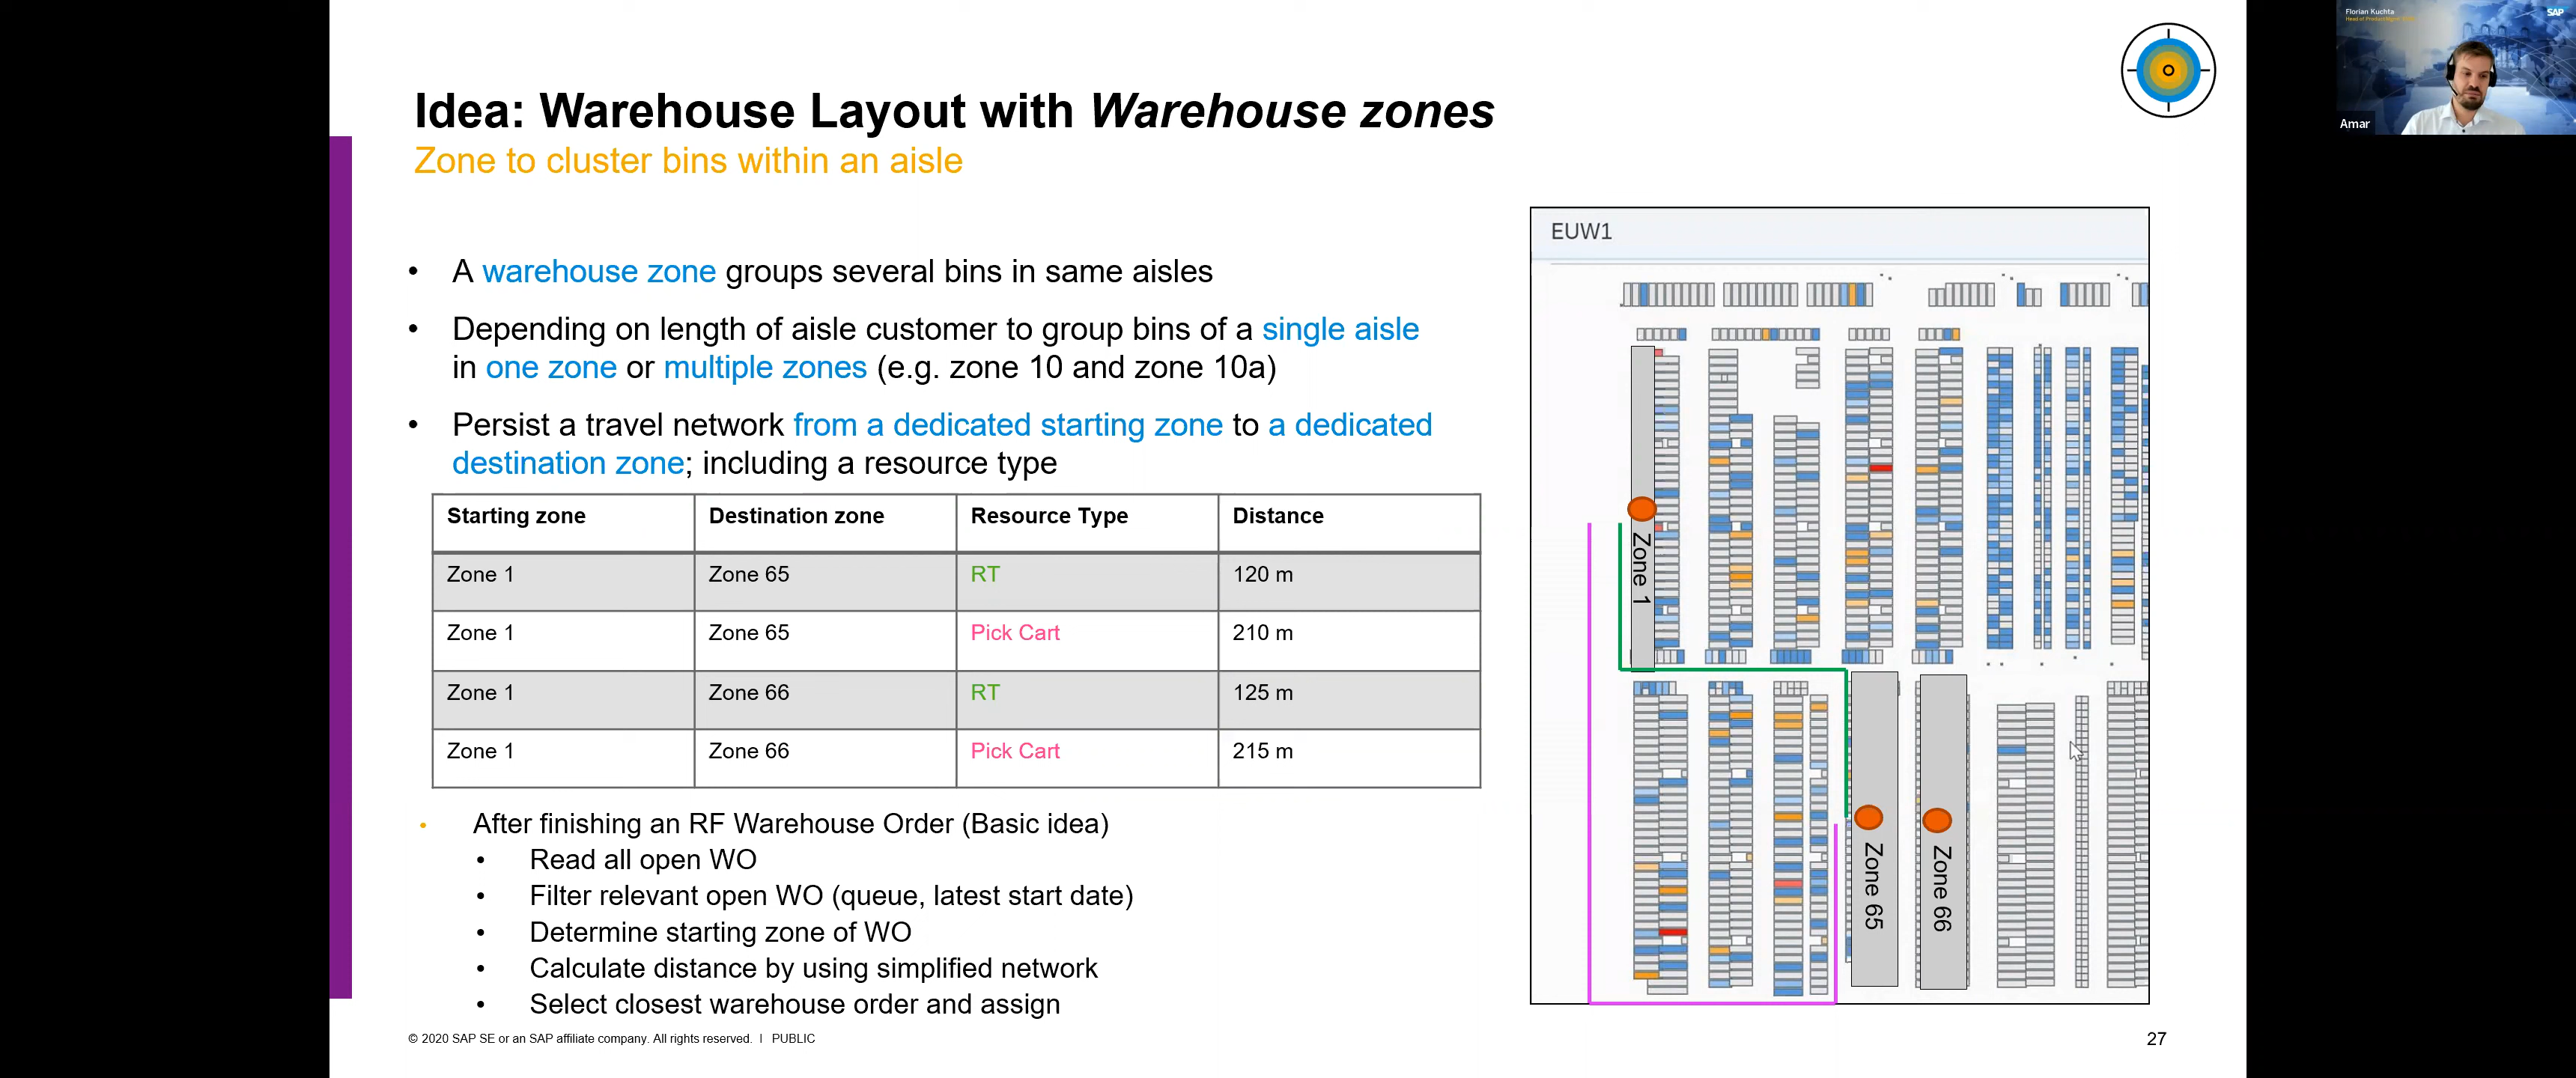 Florian Kuchta
SAP
Amar
Idea: Warehouse Layout with Warehouse zones
Zone to cluster bins within an aisle
• A warehouse zone groups several bins in same aisles
• Depending on length of aisle customer to group bins of a single aisle
in one zone or multiple zones (e.g. zone 10 and zone 10a)
• Persist a travel network from a dedicated starting zone to a dedicated
destination zone; including a resource type
Starting zone Destination zone Resource Type Distance
Zone 1 Zone 65 RT 120 m
Zone 1 Zone 65 Pick Cart 210 m
Zone 1 Zone 66 RT 125 m
Zone 1 Zone 66 Pick Cart 215 m
• After finishing an RF Warehouse Order (Basic idea)
• Read all open WO
• Filter relevant open WO (queue, latest start date)
• Determine starting zone of WO
• Calculate distance by using simplified network
• Select closest warehouse order and assign
EUW1
Zone 1
Zone 65
Zone 66
© 2020 SAP SE or an SAP affiliate company. All rights reserved. I PUBLIC
27